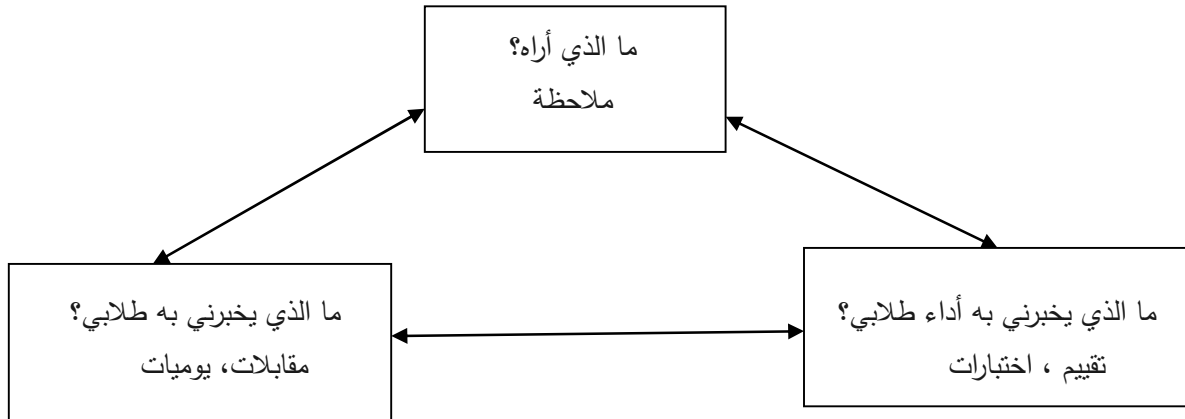 ما الذي أراه؟
ملاحظة
ما الذي يخبرني به أداء طلابي؟
تقييم ، اختبارات
ما الذي يخبرني به طلابي؟
مقابلات، يوميات